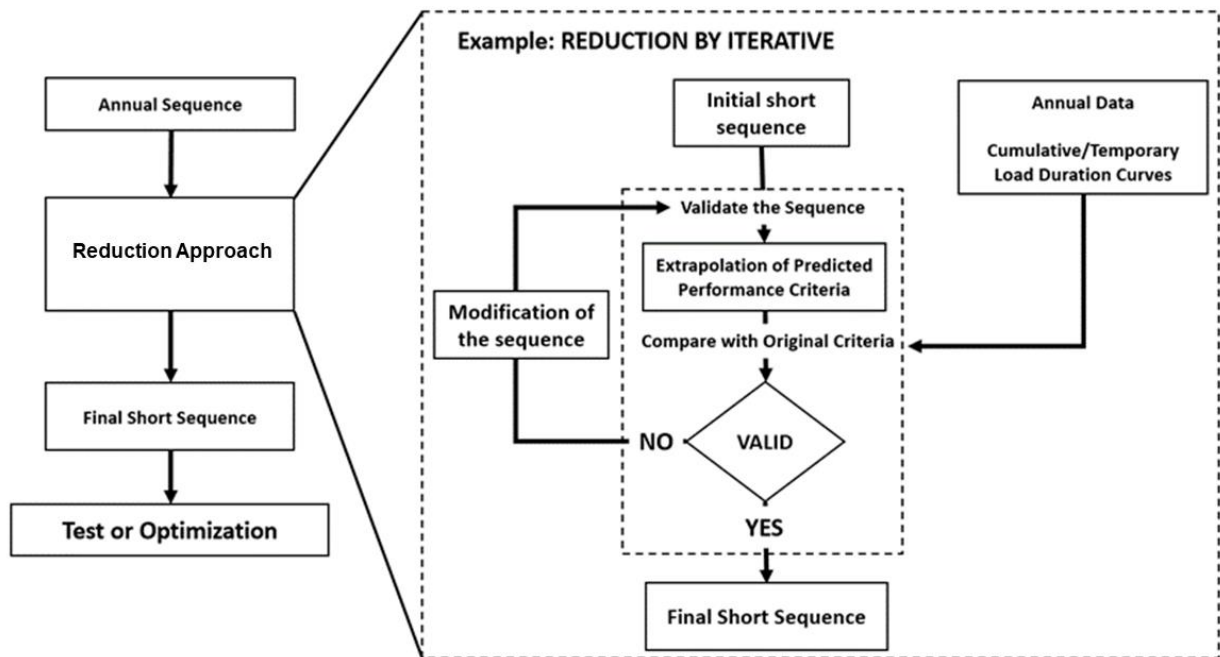 Annual Sequence
Reduction Approach
Final Short Sequence
Test or Optimization
Example: REDUCTION BY ITERATIVE
Initial short
sequence
Annual Data
Cumulative/Temporary
Load Duration Curves
Validate the Sequence
Extrapolation of Predicted
Performance Criteria
Modification of
the sequence
Compare with Original Criteria
NO
VALID
YES
Final Short Sequence